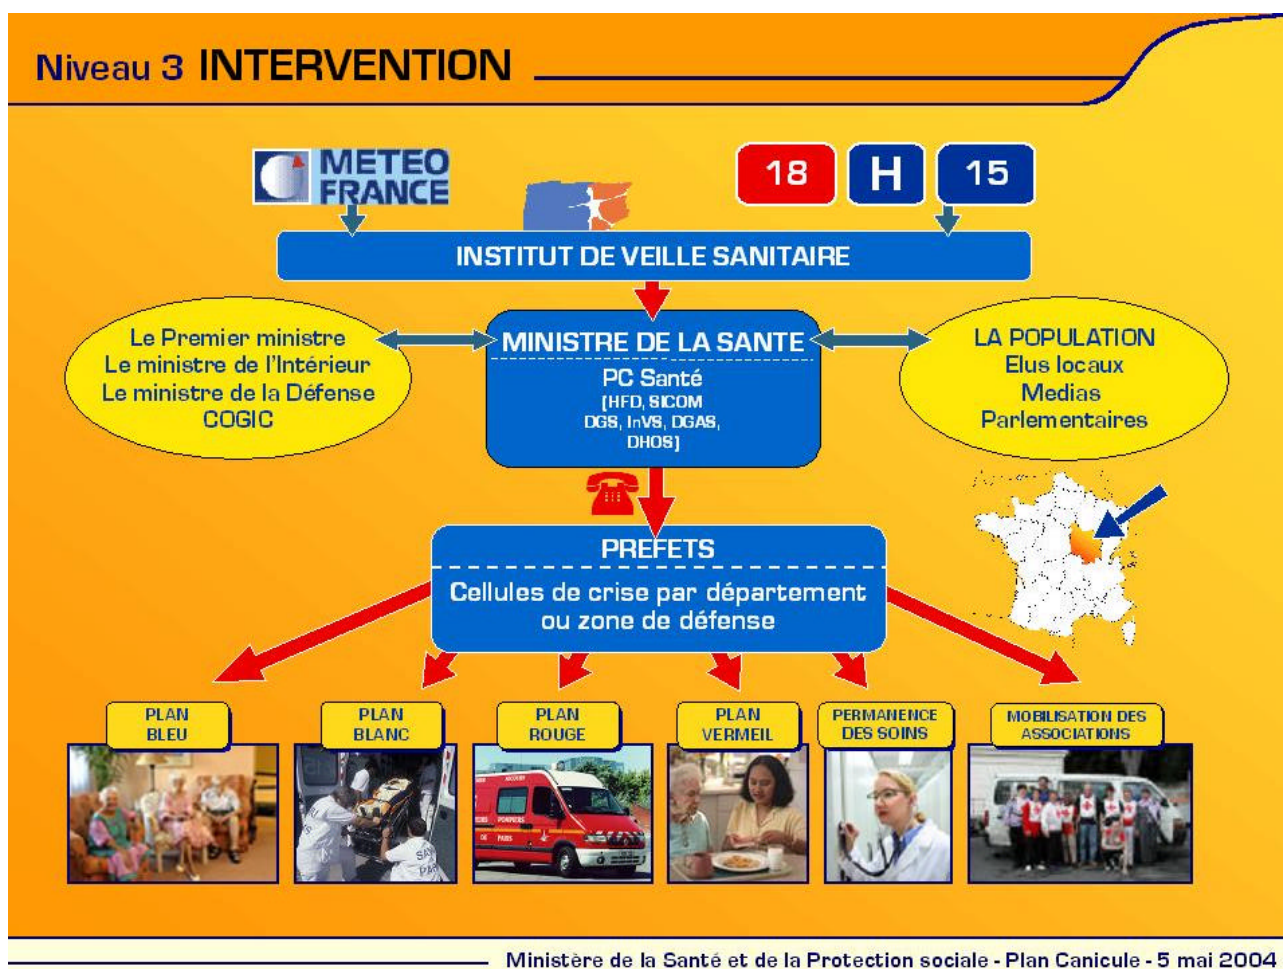 Niveau 3 INTERVENTION
METEO
FRANCE
18
H
15
INSTITUT DE VEILLE SANITAIRE
Le Premier ministre
Le ministre de l'Intérieur
Le ministre de la Défense
COGIC
MINISTRE DE LA SANTE
PC Santé
[HFD, SICOM
DGS, InVS, DGAS,
DHOS]
LA POPULATION
Elus locaux
Medias
Parlementaires
PREFETS
Cellules de crise par département
ou zone de défense
PLAN
BLEU
PLAN
BLANC
PLAN
ROUGE
PLAN
VERMEIL
PERMANENCE
DES SOINS
MOBILISATION DES
ASSOCIATIONS
POMPIERS
DE PARIS
Ministère de la Santé et de la Protection sociale - Plan Canicule - 5 mai 2004